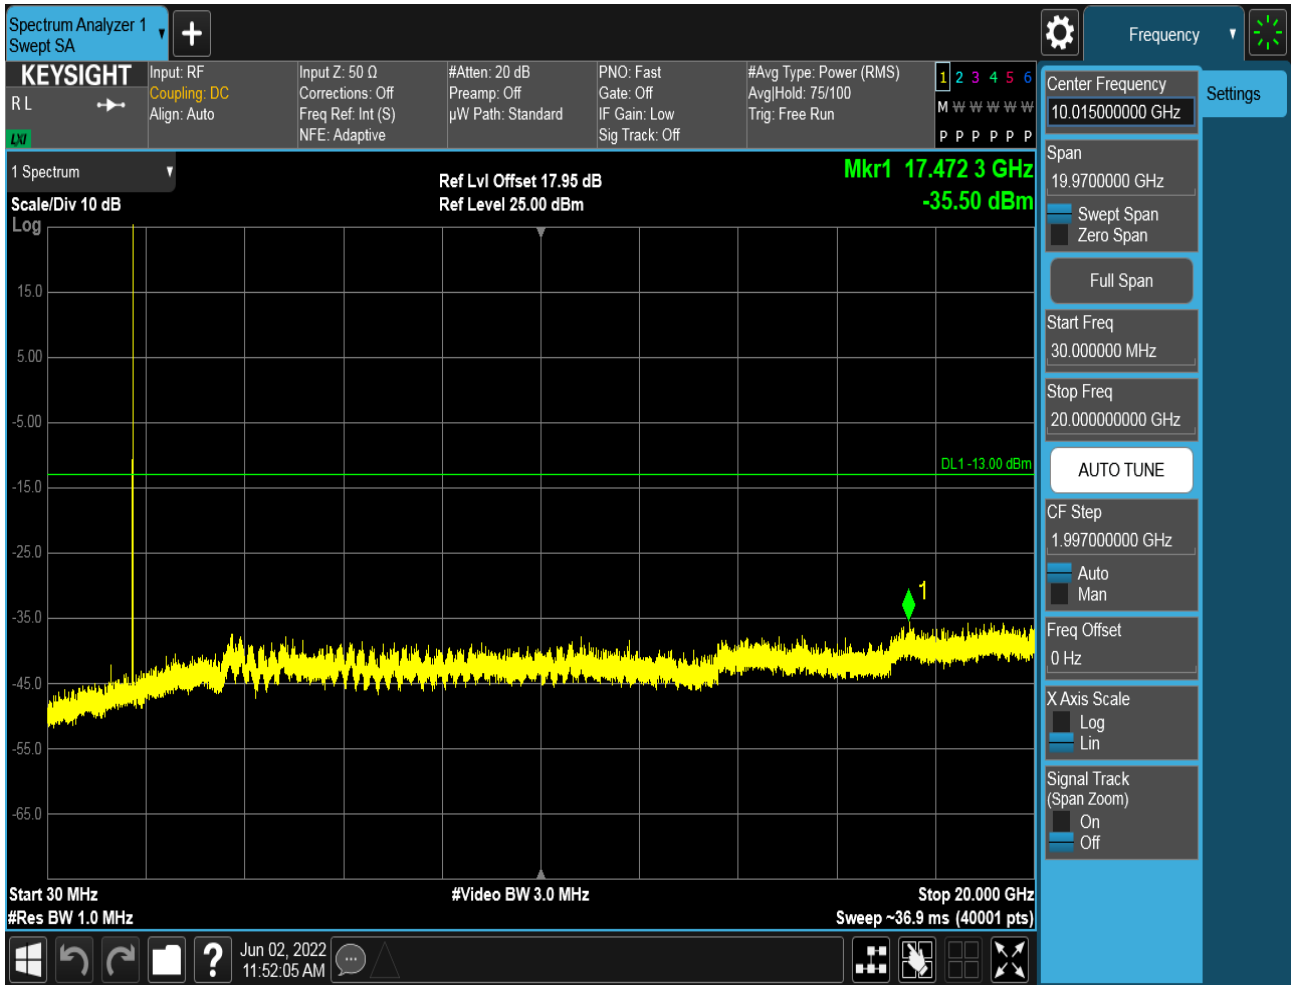 Spectrum Analyzer 1
Swept SA
Frequency
KEYSIGHT
R L
LXI
Input: RF
Coupling: DC
Align: Auto
Input Z: 50 Ω
Corrections: Off
Freq Ref: Int (S)
NFE: Adaptive
#Atten: 20 dB
Preamp: Off
µW Path: Standard
PNO: Fast
Gate: Off
IF Gain: Low
Sig Track: Off
#Avg Type: Power (RMS)
Avg|Hold: 75/100
Trig: Free Run
1 2 3 4 5 6
M W W W W W
P P P P P P
1 Spectrum
Scale/Div 10 dB
Log
Ref Lvl Offset 17.95 dB
Ref Level 25.00 dBm
Mkr1 17.472 3 GHz
-35.50 dBm
15.0
5.00
-5.00
-15.0
-25.0
-35.0
-45.0
-55.0
-65.0
DL1 -13.00 dBm
1
Start 30 MHz
#Res BW 1.0 MHz
#Video BW 3.0 MHz
Stop 20.000 GHz
Sweep ~36.9 ms (40001 pts)
Center Frequency
10.015000000 GHz
Span
19.9700000 GHz
Swept Span
Zero Span
Full Span
Start Freq
30.000000 MHz
Stop Freq
20.000000000 GHz
AUTO TUNE
CF Step
1.997000000 GHz
Auto
Man
Freq Offset
0 Hz
X Axis Scale
Log
Lin
Signal Track
(Span Zoom)
On
Off
Settings
?
Jun 02, 2022
11:52:05 AM